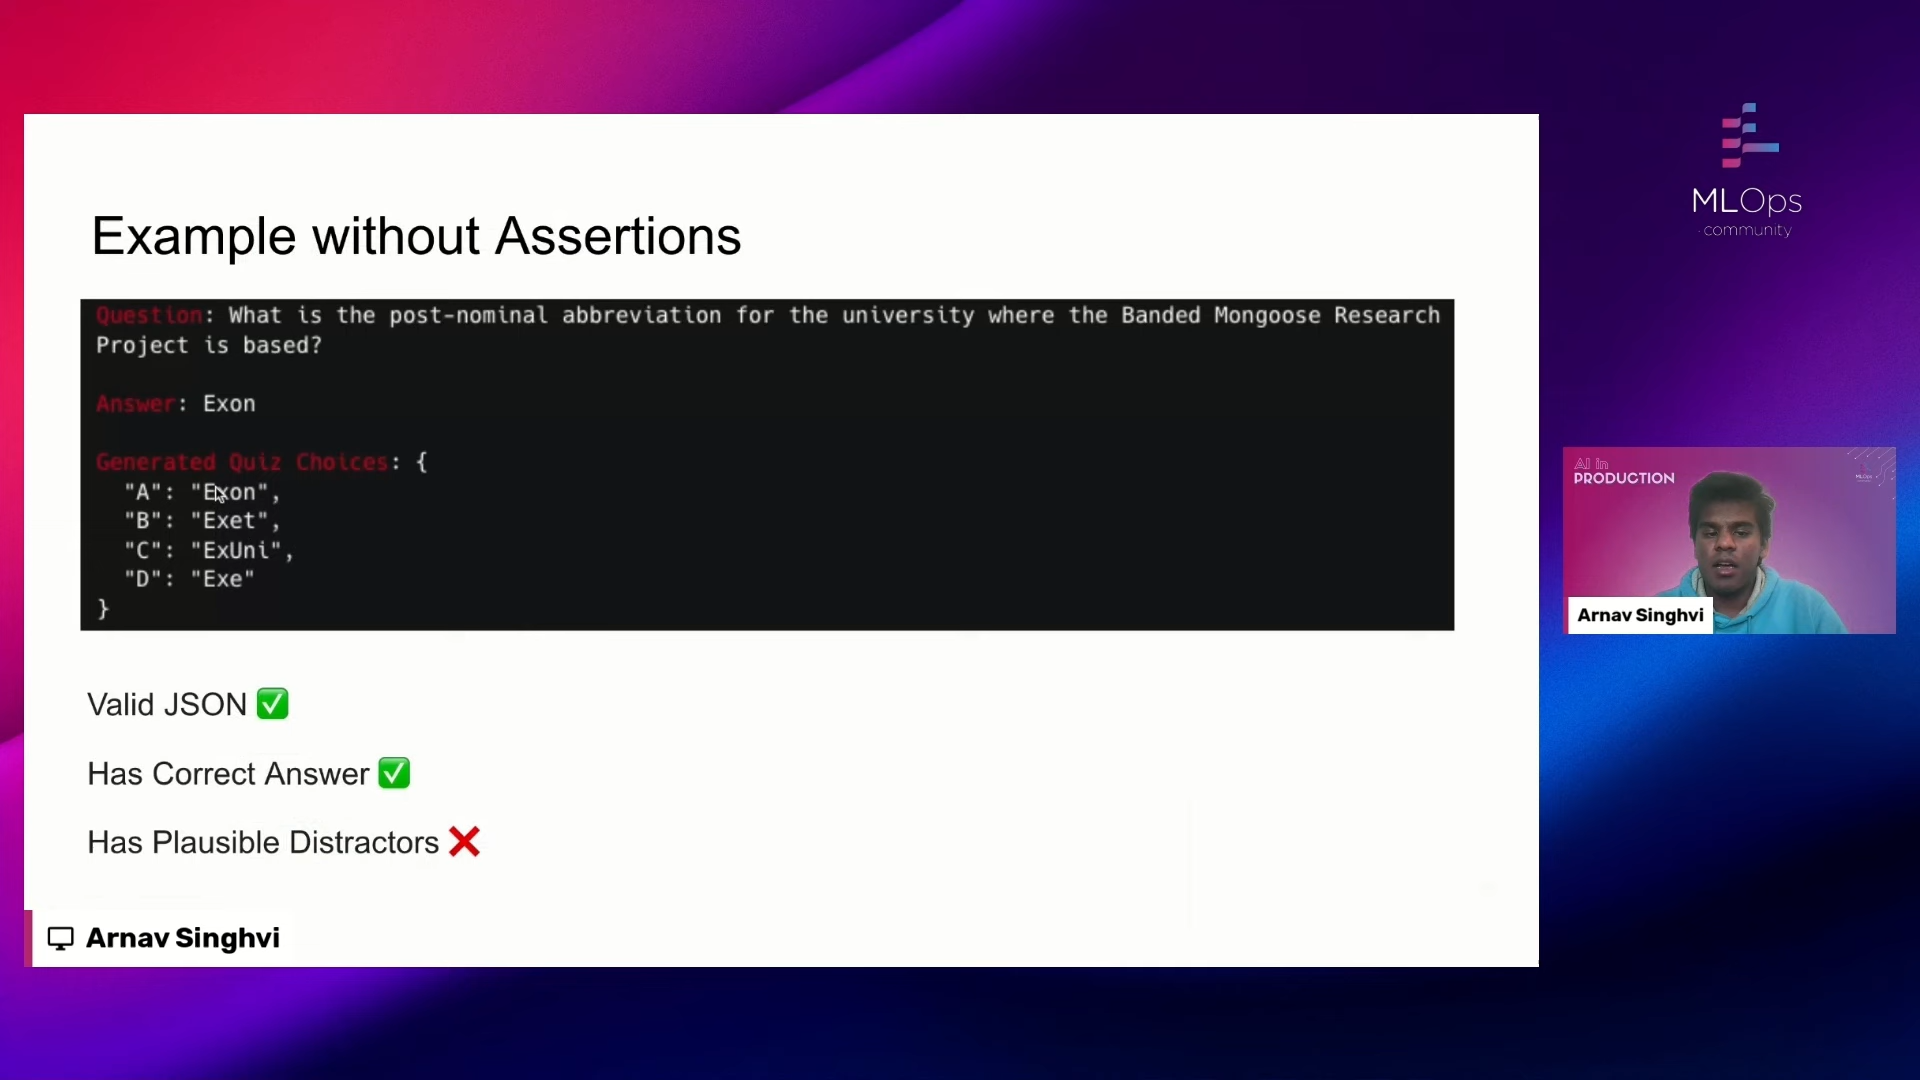 MLOps
community
Example without Assertions
Question: What is the post-nominal abbreviation for the university where the Banded Mongoose Research
Project is based?
Answer: Exon
Generated Quiz Choices: {
"A": "Exon",
"B": "Exet",
"C": "ExUni",
"D": "Exe"
}
Valid JSON ✅
Has Correct Answer ✅
Has Plausible Distractors ❌
Arnav Singhvi
AI in
PRODUCTION
Arnav Singhvi